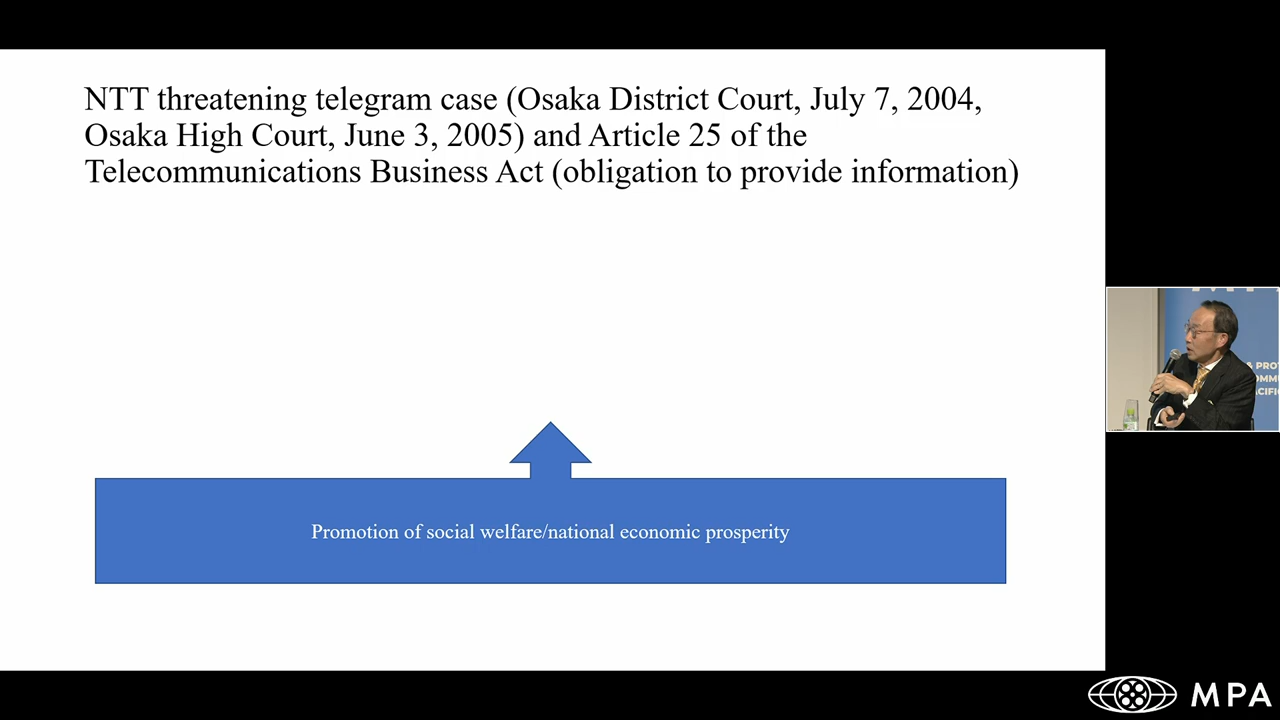 NTT threatening telegram case (Osaka District Court, July 7, 2004,
Osaka High Court, June 3, 2005) and Article 25 of the
Telecommunications Business Act (obligation to provide information)
Promotion of social welfare/national economic prosperity
& PRO
MPA